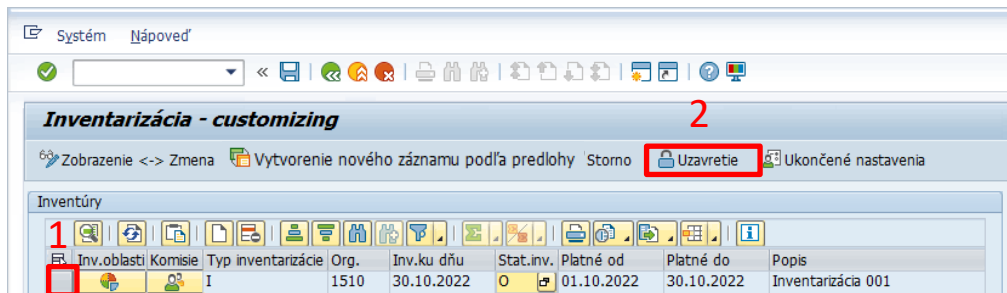 Systém Nápoveď
Inventarizácia - customizing
2
Zobrazenie <-> Zmena Vytvorenie nového záznamu podľa predlohy Storno Uzavretie Ukončené nastavenia
Inventúry
1
Inv.oblasti Komisie Typ inventarizácie Org. Inv.ku dňu Stat.inv. Platné od Platné do Popis
I 1510 30.10.2022 O 01.10.2022 30.10.2022 Inventarizácia 001